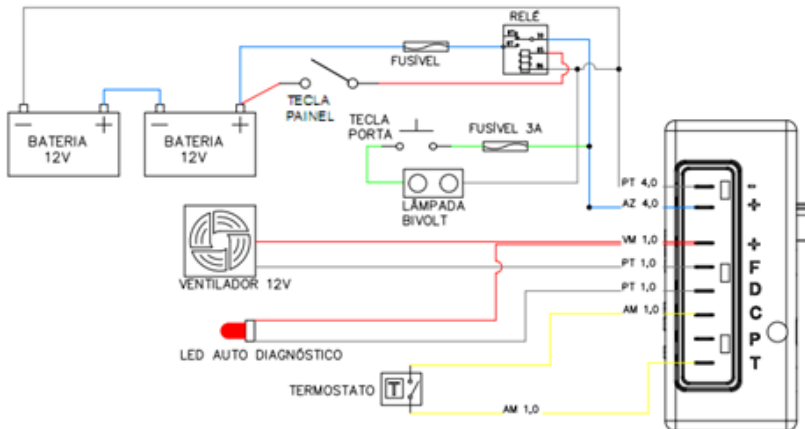 RELÉ
FUSÍVEL
TECLA
PAINEL
BATERIA
12V
BATERIA
12V
TECLA
PORTA
FUSÍVEL 3A
LÂMPADA
BIVOLT
PT 4,0
-
AZ 4,0
+
VM 1,0
+
PT 1,0
F
PT 1,0
D
AM 1,0
C
P
T
VENTILADOR 12V
LED AUTO DIAGNÓSTICO
TERMOSTATO
T
AM 1,0